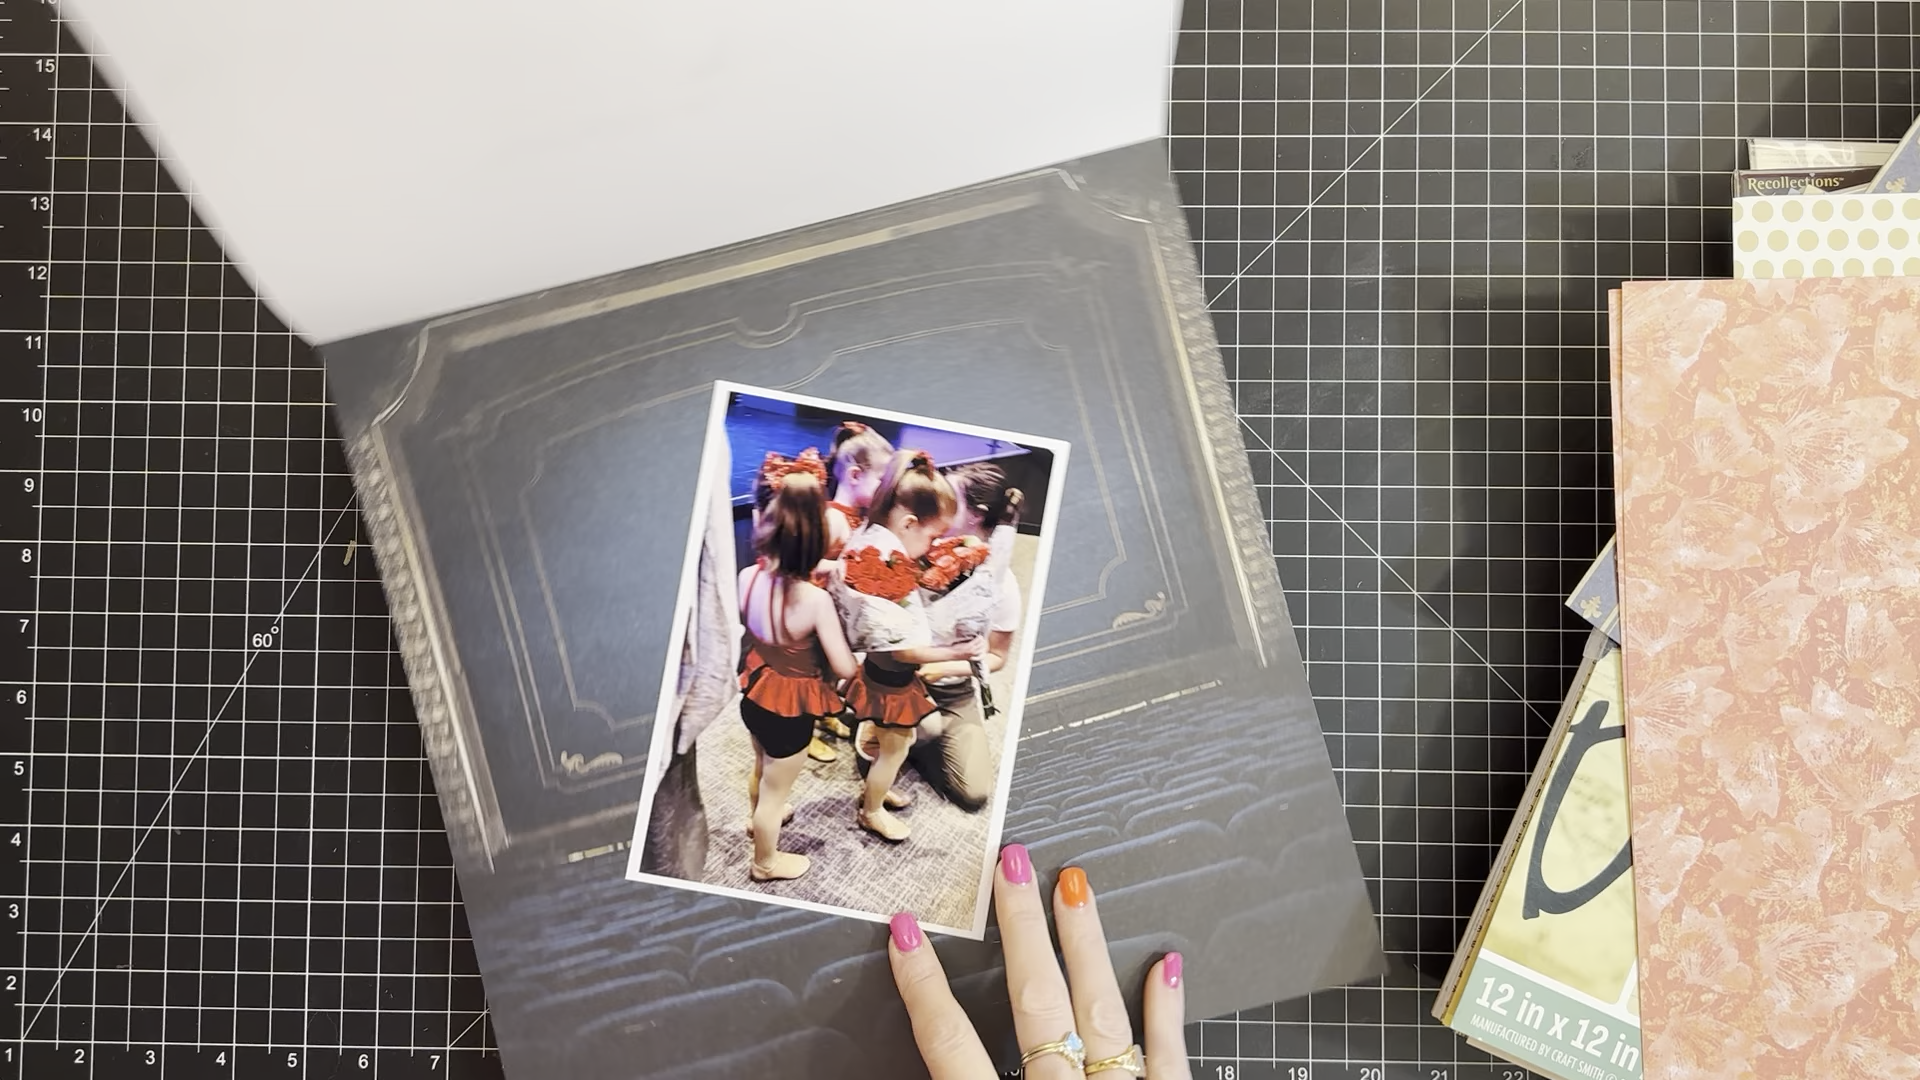 15
14
13
12
11
10
9
8
7
6
5
4
3
2
1
60°
2 3 4 5 6 7
18 19 20 21 22
Recollections™
t
12 in x 12 in
MANUFACTURED BY CRAFT SMITH